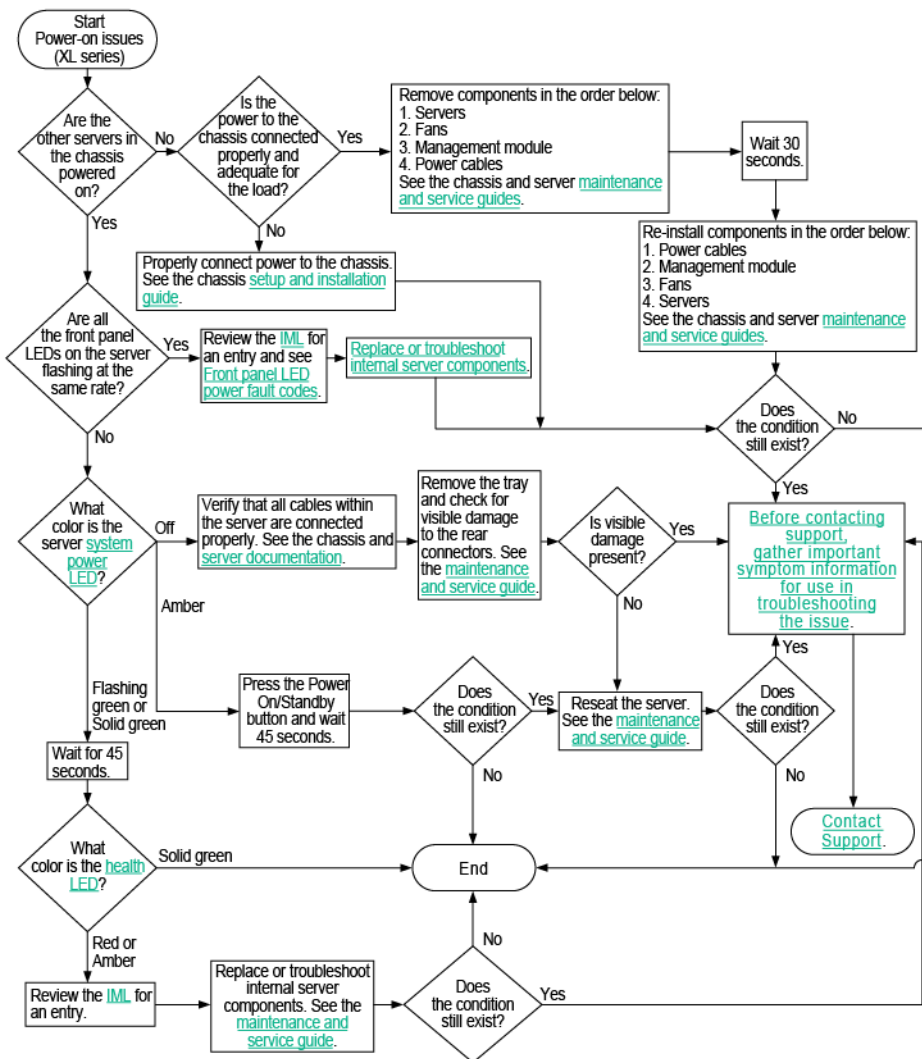 Start
Power-on issues
(XL series)
Are the
other servers in
the chassis
powered
on?
No
Yes
Is the
power to the
chassis connected
properly and
adequate for
the load?
Yes
No
Remove components in the order below:
1. Servers
2. Fans
3. Management module
4. Power cables
See the chassis and server maintenance
and service guides.
Wait 30
seconds.
Re-install components in the order below:
1. Power cables
2. Management module
3. Fans
4. Servers
See the chassis and server maintenance
and service guides.
Properly connect power to the chassis.
See the chassis setup and installation
guide.
Are all
the front panel
LEDs on the server
flashing at the
same rate?
Yes
No
Review the IML for
an entry and see
Front panel LED
power fault codes.
Replace or troubleshoot
internal server components.
Does
the condition
still exist?
No
Yes
What
color is the
server system
power
LED?
Off
Amber
Flashing
green or
Solid green
Verify that all cables within
the server are connected
properly. See the chassis and
server documentation.
Remove the tray
and check for
visible damage
to the rear
connectors. See
the maintenance
and service guide.
Is visible
damage
present?
Yes
No
Before contacting
support,
gather important
symptom information
for use in
troubleshooting
the issue.
Press the Power
On/Standby
button and wait
45 seconds.
Does
the condition
still exist?
Yes
No
Reseat the server.
See the maintenance
and service guide.
Does
the condition
still exist?
Yes
No
Wait for 45
seconds.
Contact
Support.
What
color is the health
LED?
Solid green
Red or
Amber
End
Review the IML for
an entry.
Replace or troubleshoot
internal server
components. See the
maintenance and
service guide.
Does
the condition
still exist?
No
Yes